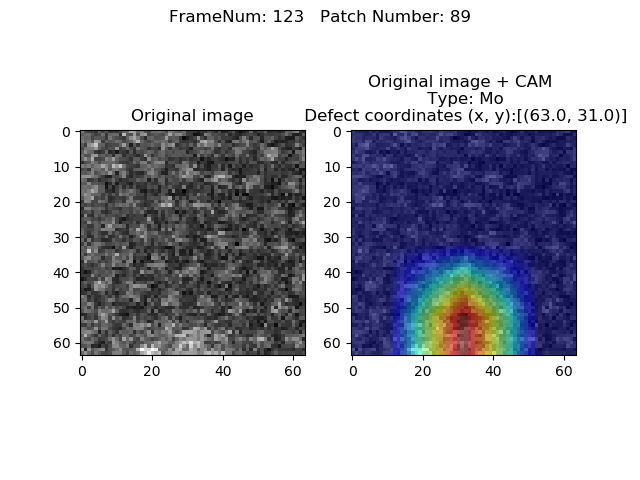 FrameNum: 123   Patch Number: 89
Original image + CAM
Type: Mo
Original image
Defect coordinates (x, y):[(63.0, 31.0)]
0
10
20
30
40
50
60
0 20 40 60
0
10
20
30
40
50
60
0 20 40 60